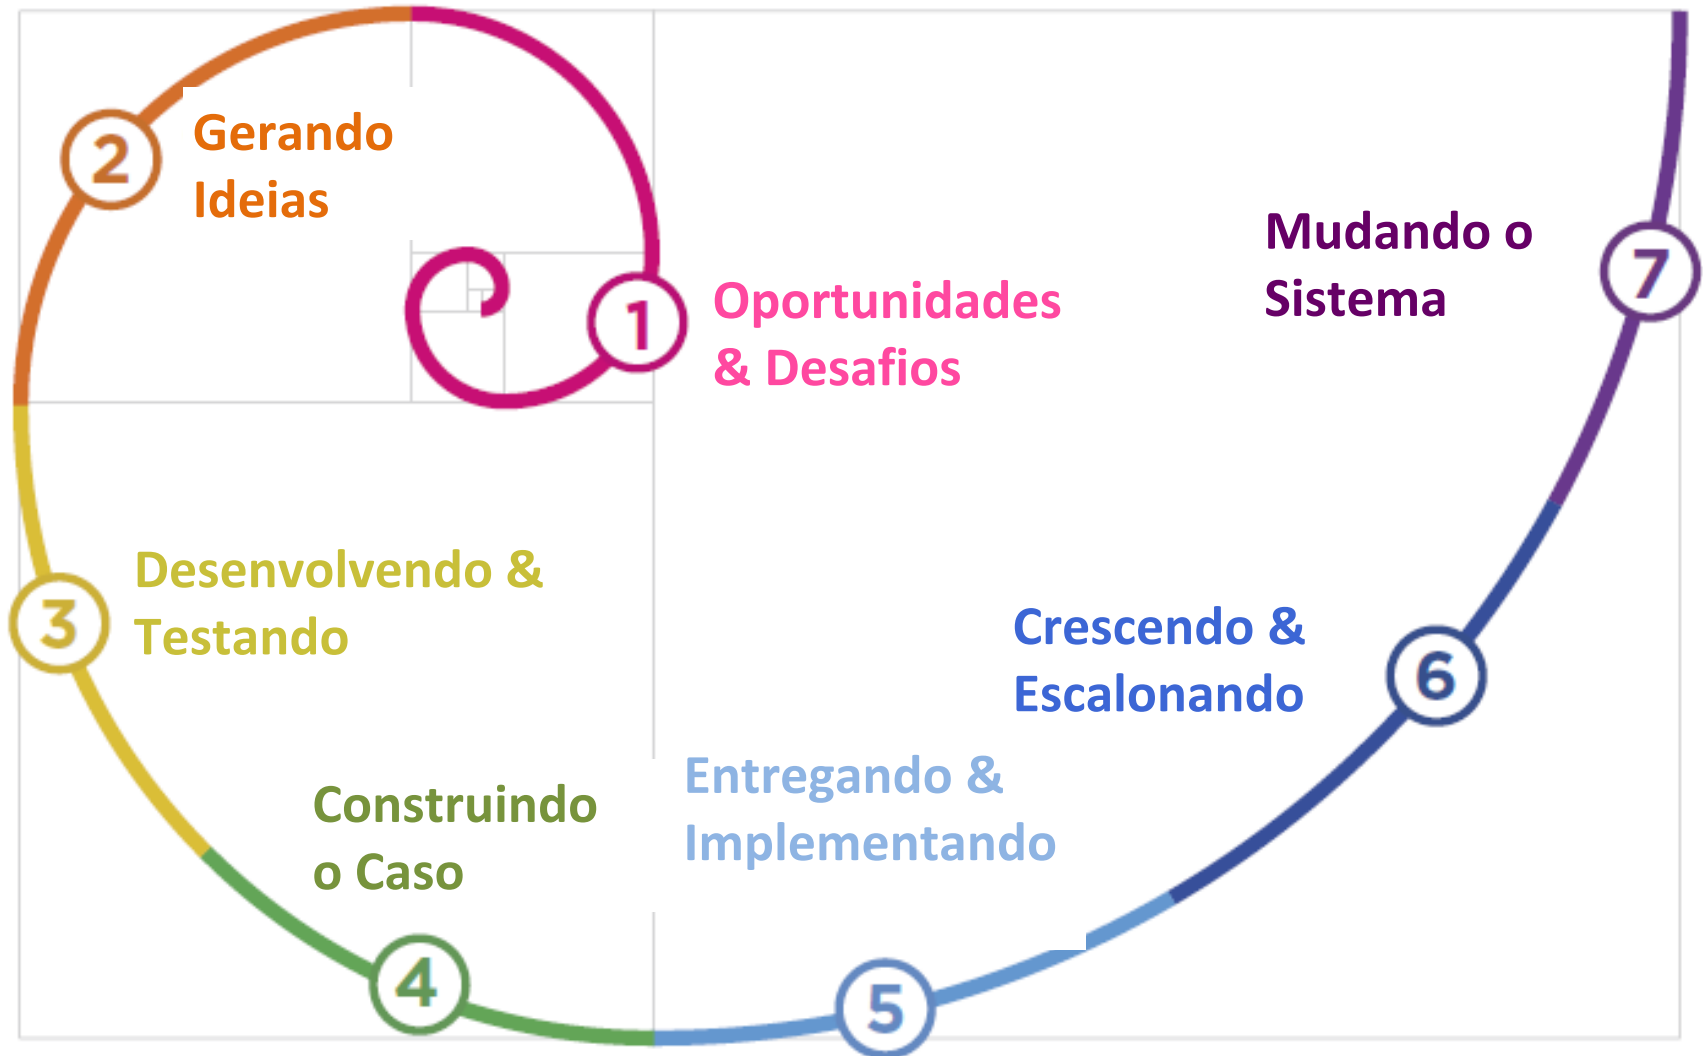 1
Oportunidades
& Desafios
2
Gerando
Ideias
3
Desenvolvendo &
Testando
4
Construindo
o Caso
5
Entregando &
Implementando
6
Crescendo &
Escalonando
7
Mudando o
Sistema